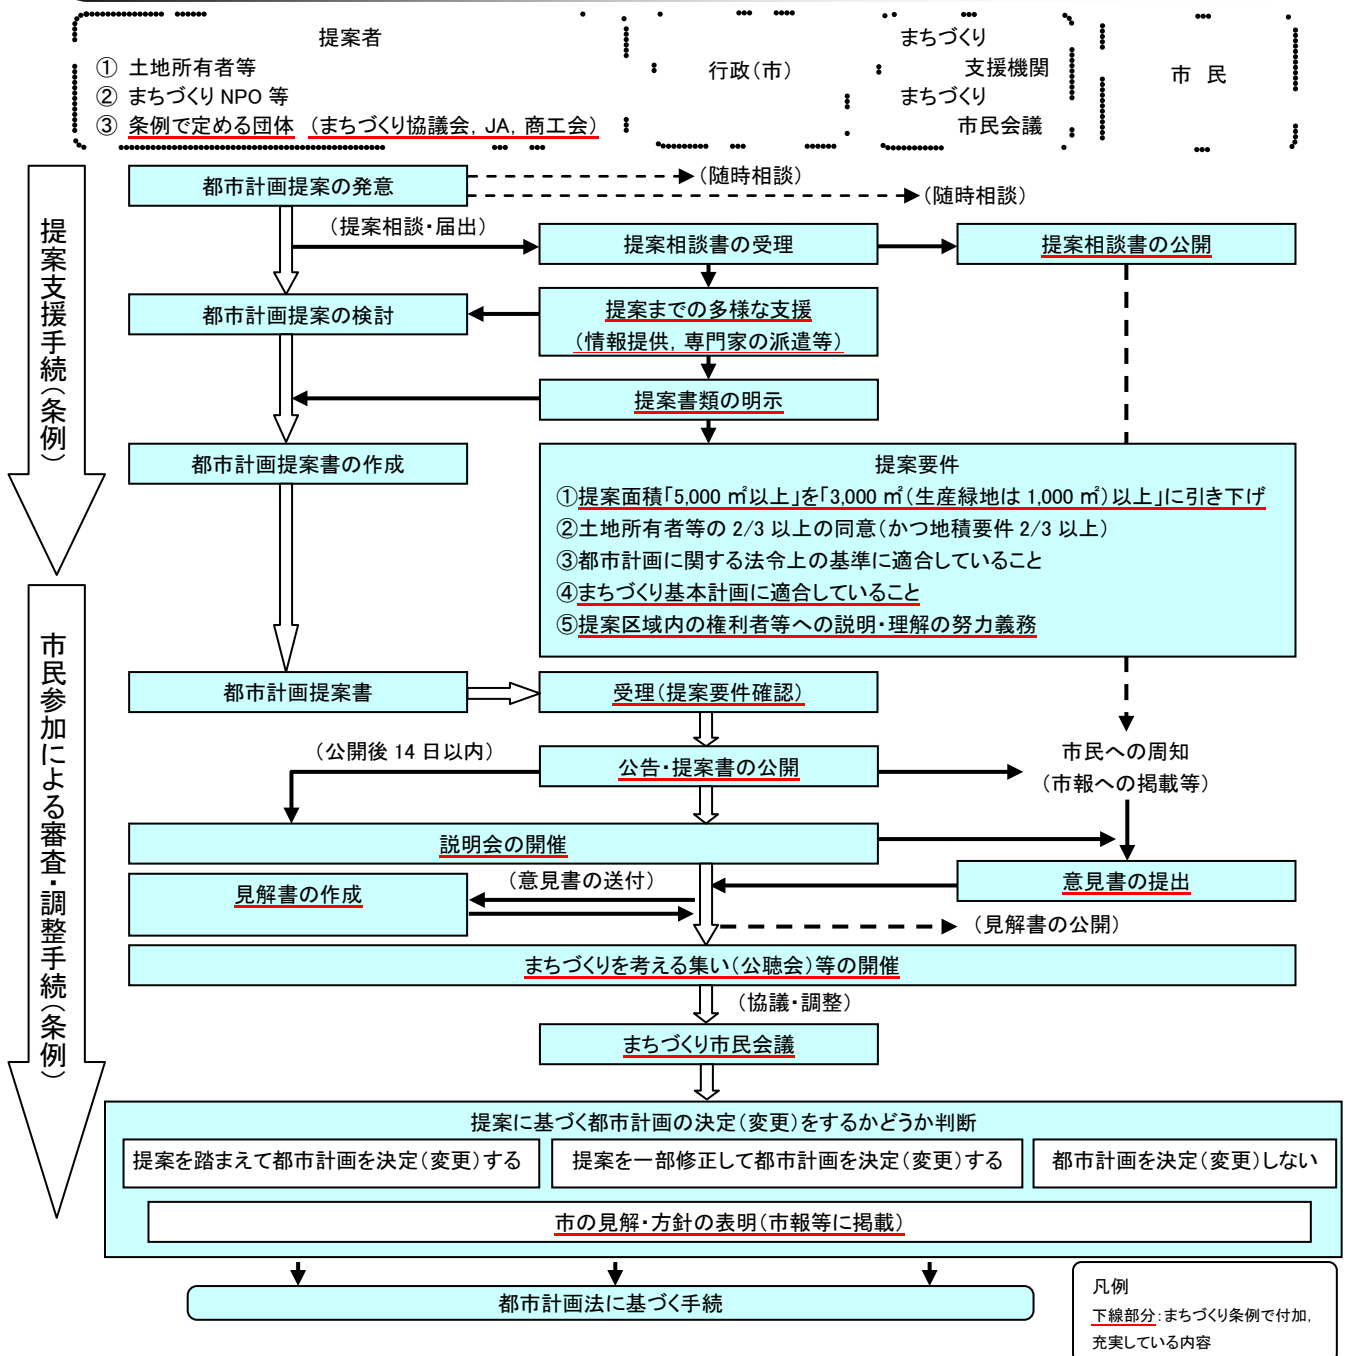 提案者
① 土地所有者等
② まちづくり NPO 等
③ 条例で定める団体 (まちづくり協議会, JA, 商工会)
行政(市)
まちづくり
支援機関
まちづくり
市民会議
市 民
提案支援手続(条例)
市民参加による審査・調整手続(条例)
都市計画提案の発意
(随時相談)
(随時相談)
(提案相談・届出)
提案相談書の受理
提案相談書の公開
都市計画提案の検討
提案までの多様な支援
(情報提供, 専門家の派遣等)
提案書類の明示
都市計画提案書の作成
提案要件
①提案面積「5,000 ㎡以上」を「3,000 ㎡(生産緑地は 1,000 ㎡)以上」に引き下げ
②土地所有者等の 2/3 以上の同意(かつ地積要件 2/3 以上)
③都市計画に関する法令上の基準に適合していること
④まちづくり基本計画に適合していること
⑤提案区域内の権利者等への説明・理解の努力義務
都市計画提案書
受理(提案要件確認)
(公開後 14 日以内)
公告・提案書の公開
市民への周知
(市報への掲載等)
説明会の開催
見解書の作成
(意見書の送付)
意見書の提出
(見解書の公開)
まちづくりを考える集い(公聴会)等の開催
(協議・調整)
まちづくり市民会議
提案に基づく都市計画の決定(変更)をするかどうか判断
提案を踏まえて都市計画を決定(変更)する
提案を一部修正して都市計画を決定(変更)する
都市計画を決定(変更)しない
市の見解・方針の表明(市報等に掲載)
都市計画法に基づく手続
凡例
下線部分:まちづくり条例で付加,
充実している内容